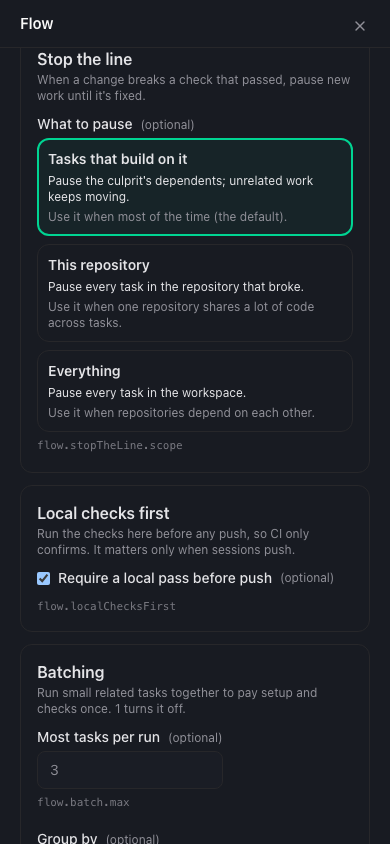 Flow
Stop the line
When a change breaks a check that passed, pause new
work until it's fixed.
What to pause (optional)
Tasks that build on it
Pause the culprit's dependents; unrelated work
keeps moving.
Use it when most of the time (the default).
This repository
Pause every task in the repository that broke.
Use it when one repository shares a lot of code
across tasks.
Everything
Pause every task in the workspace.
Use it when repositories depend on each other.
flow.stopTheLine.scope
Local checks first
Run the checks here before any push, so CI only
confirms. It matters only when sessions push.
Require a local pass before push (optional)
flow.localChecksFirst
Batching
Run small related tasks together to pay setup and
checks once. 1 turns it off.
Most tasks per run (optional)
3
flow.batch.max
Group by (optional)